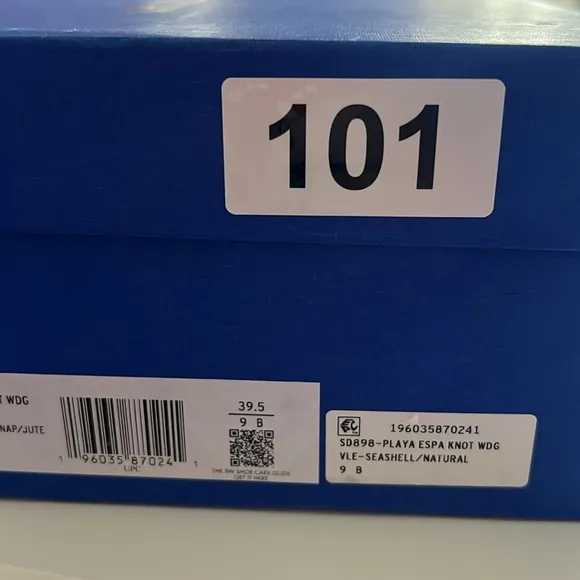 101
T WDG
NAP/JUTE
1 96035 87024 1
UPC
39.5
9 B
THE SW SHOE CARE GUIDE
GET IT HERE
196035870241
SD898-PLAYA ESPA KNOT WDG
VLE-SEASHELL/NATURAL
9 B